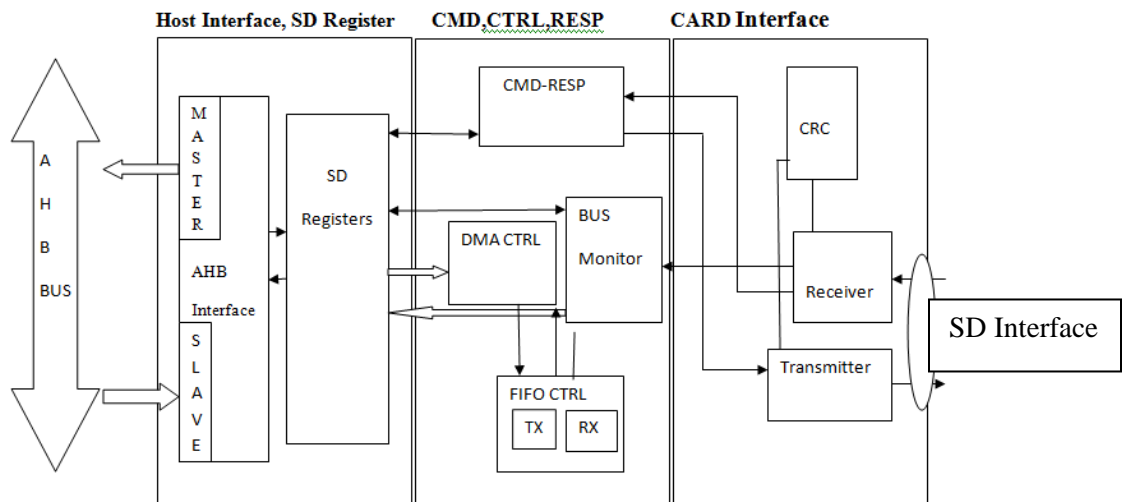 Host Interface, SD Register
CMD,CTRL,RESP
CARD Interface
A
H
B
BUS
M
A
S
T
E
R
AHB
Interface
S
L
A
V
E
SD
Registers
CMD-RESP
BUS
Monitor
DMA CTRL
FIFO CTRL
TX
RX
CRC
Receiver
Transmitter
SD Interface